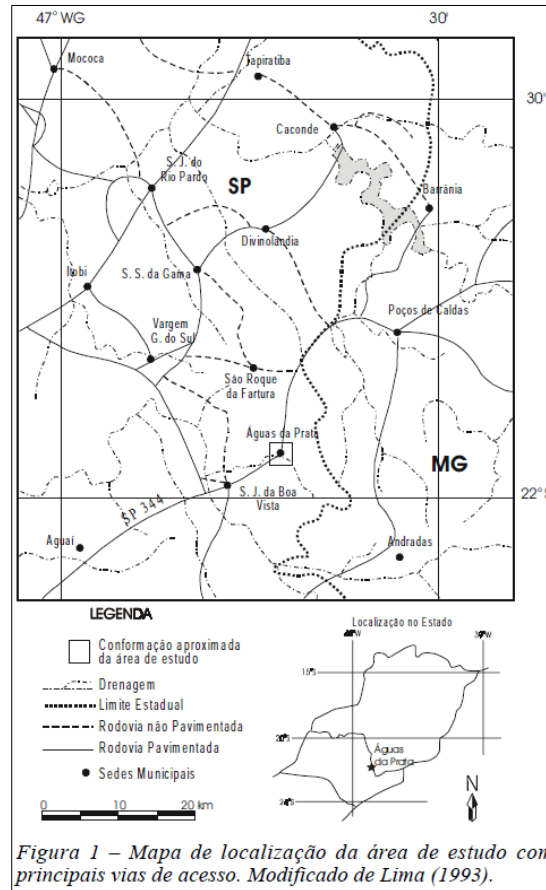 47° WG
30'
Mococa
Tapiratiba
30'
Caconde
S. J. do
Rio Pardo
SP
Barrânia
Divinolândia
Itobi
S. S. da Gama
Poços de Caldas
Vargem
G. do Sul
São Roque
da Fartura
Águas da Prata
MG
S. J. da Boa
Vista
22° S
SP 344
Aguaí
Andradas
LEGENDA
Conformação aproximada
da área de estudo
Drenagem
Limite Estadual
Rodovia não Pavimentada
Rodovia Pavimentada
Sedes Municipais
0 10 20 km
Localização no Estado
Águas
da Prata
N
Figura 1 – Mapa de localização da área de estudo com
principais vias de acesso. Modificado de Lima (1993).